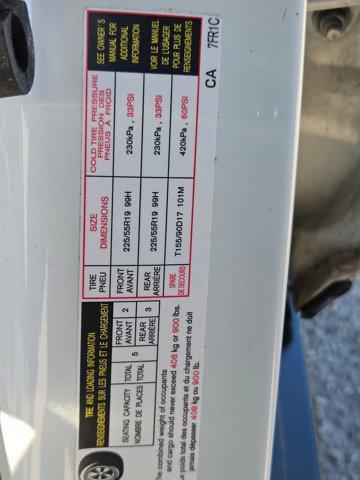 TIRE AND LOADING INFORMATION
RENSEIGNEMENTS SUR LES PNEUS ET LE CHARGEMENT
SEATING CAPACITY TOTAL 5 FRONT 2 REAR 3
NOMBRE DE PLACES TOTAL AVANT ARRIÈRE
The combined weight of occupants
and cargo should never exceed 408 kg or 900 lbs.
Le poids total des occupants et du chargement ne doit
jamais dépasser 408 kg ou 900 lb.
TIRE SIZE COLD TIRE PRESSURE
PNEU DIMENSIONS PRESSION DES
PNEUS À FROID
FRONT 225/55R19 99H 230kPa, 33PSI
AVANT
REAR 225/55R19 99H 230kPa, 33PSI
ARRIÈRE
SPARE T155/90D17 101M 420kPa, 60PSI
DE SECOURS
SEE OWNER'S
MANUAL FOR
ADDITIONAL
INFORMATION
VOIR LE MANUEL
DE L'USAGER
POUR PLUS DE
RENSEIGNEMENTS
CA 7FR1C